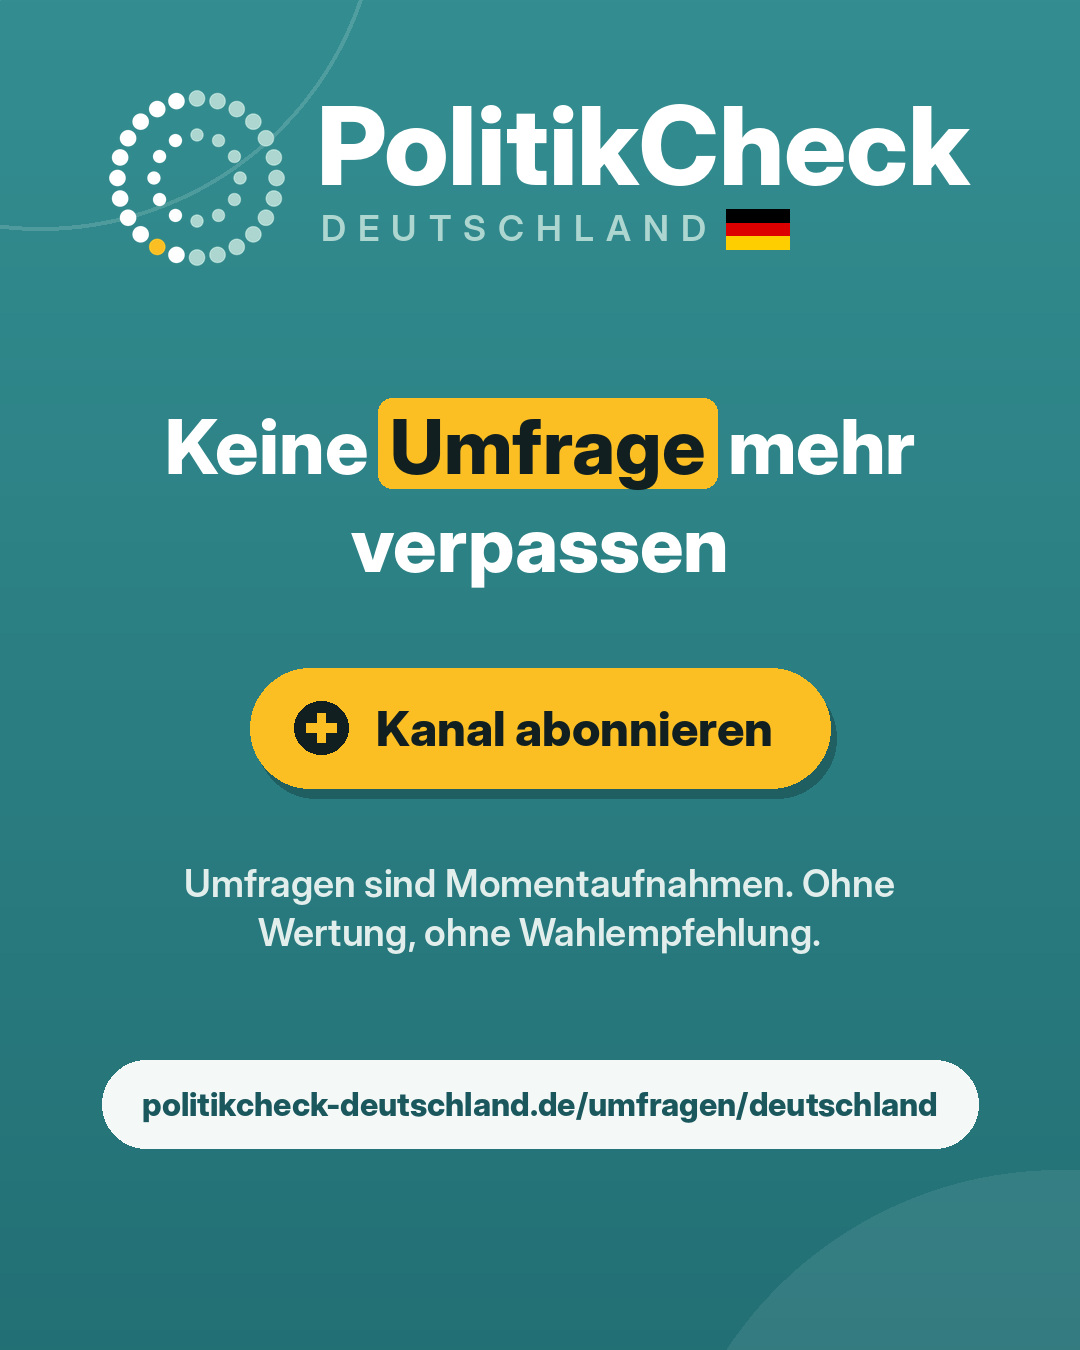 PolitikCheck
DEUTSCHLAND
Keine Umfrage mehr
verpassen
Kanal abonnieren
Umfragen sind Momentaufnahmen. Ohne
Wertung, ohne Wahlempfehlung.
politikcheck-deutschland.de/umfragen/deutschland